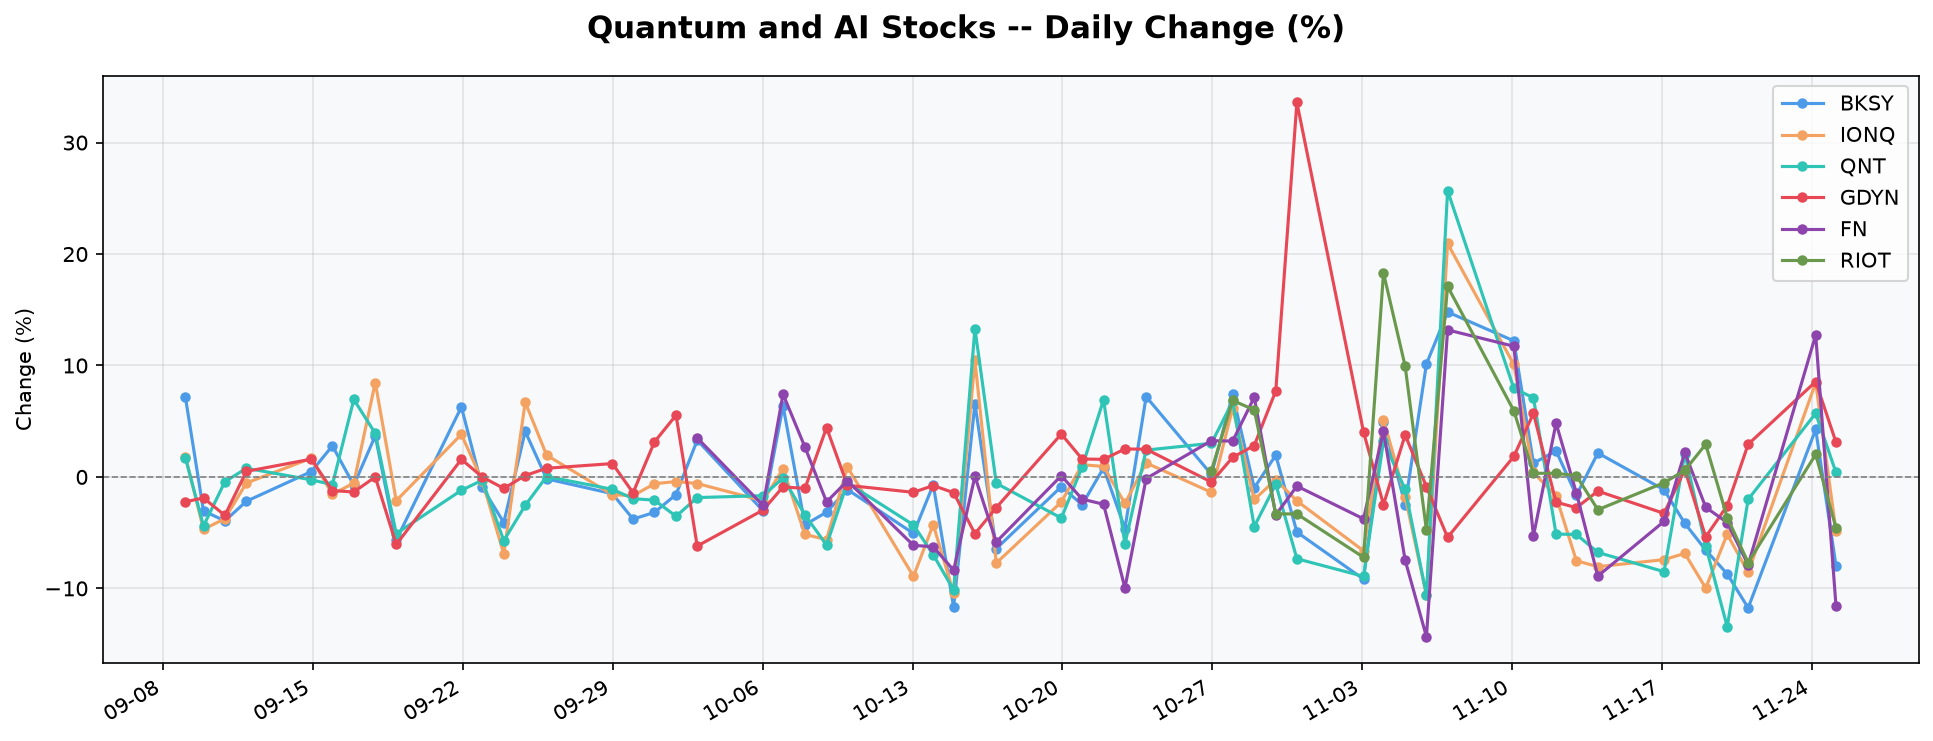 Quantum and AI Stocks -- Daily Change (%)
Change (%)
30
20
10
0
−10
09-08
09-15
09-22
09-29
10-06
10-13
10-20
10-27
11-03
11-10
11-17
11-24
BKSY
IONQ
QNT
GDYN
FN
RIOT